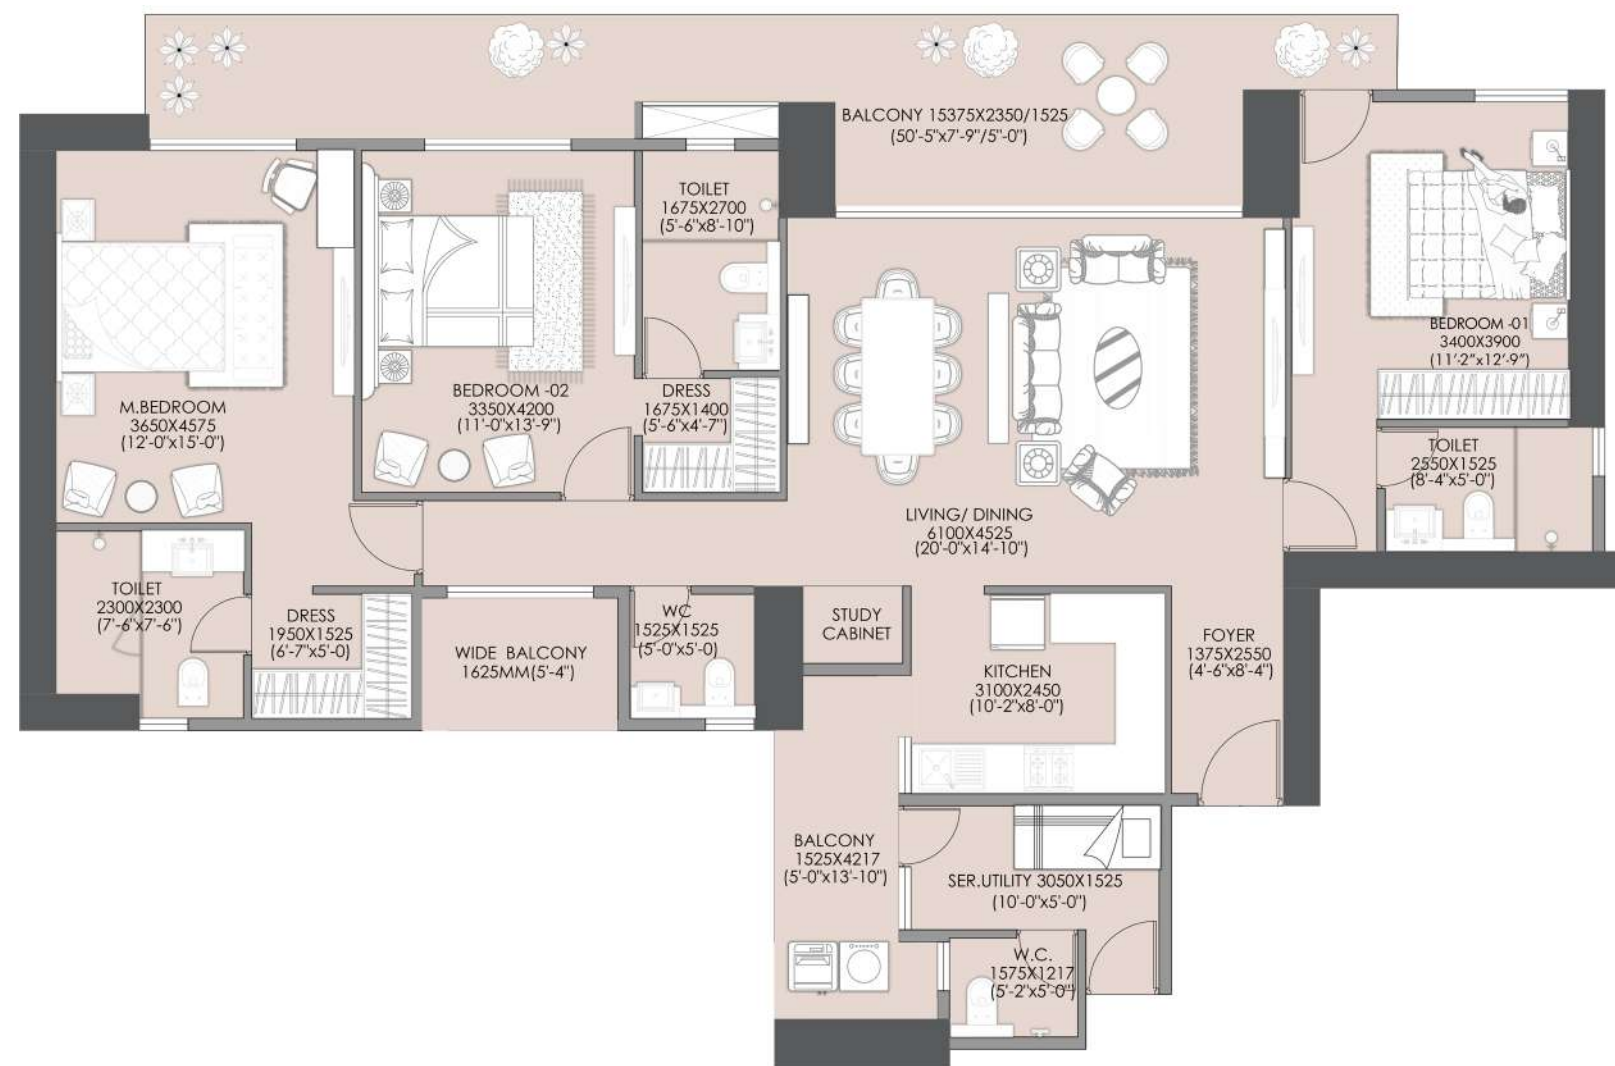 BALCONY 15375X2350/1525
(50'-5"x7'-9"/5"-0")
TOILET
1675X2700
(5'-6"x8'-10")
BEDROOM -01
3400X3900
(11'-2"x12'-9")
M.BEDROOM
3650X4575
(12'-0"x15'-0")
BEDROOM -02
3350X4200
(11'-0"x13'-9")
DRESS
1675X1400
(5'-6"x4'-7")
TOILET
2550X1525
(8'-4"x5'-0")
LIVING/ DINING
6100X4525
(20'-0"x14'-10")
TOILET
2300X2300
(7'-6"x7'-6")
DRESS
1950X1525
(6'-7"x5'-0)
WIDE BALCONY
1625MM(5'-4")
WC
1525X1525
(5'-0"x5'-0)
STUDY
CABINET
KITCHEN
3100X2450
(10'-2"x8'-0")
FOYER
1375X2550
(4'-6"x8'-4")
BALCONY
1525X4217
(5'-0"x13'-10")
SER.UTILITY 3050X1525
(10'-0"x5'-0")
W.C.
1575X1217
(5'-2"x5'-0")